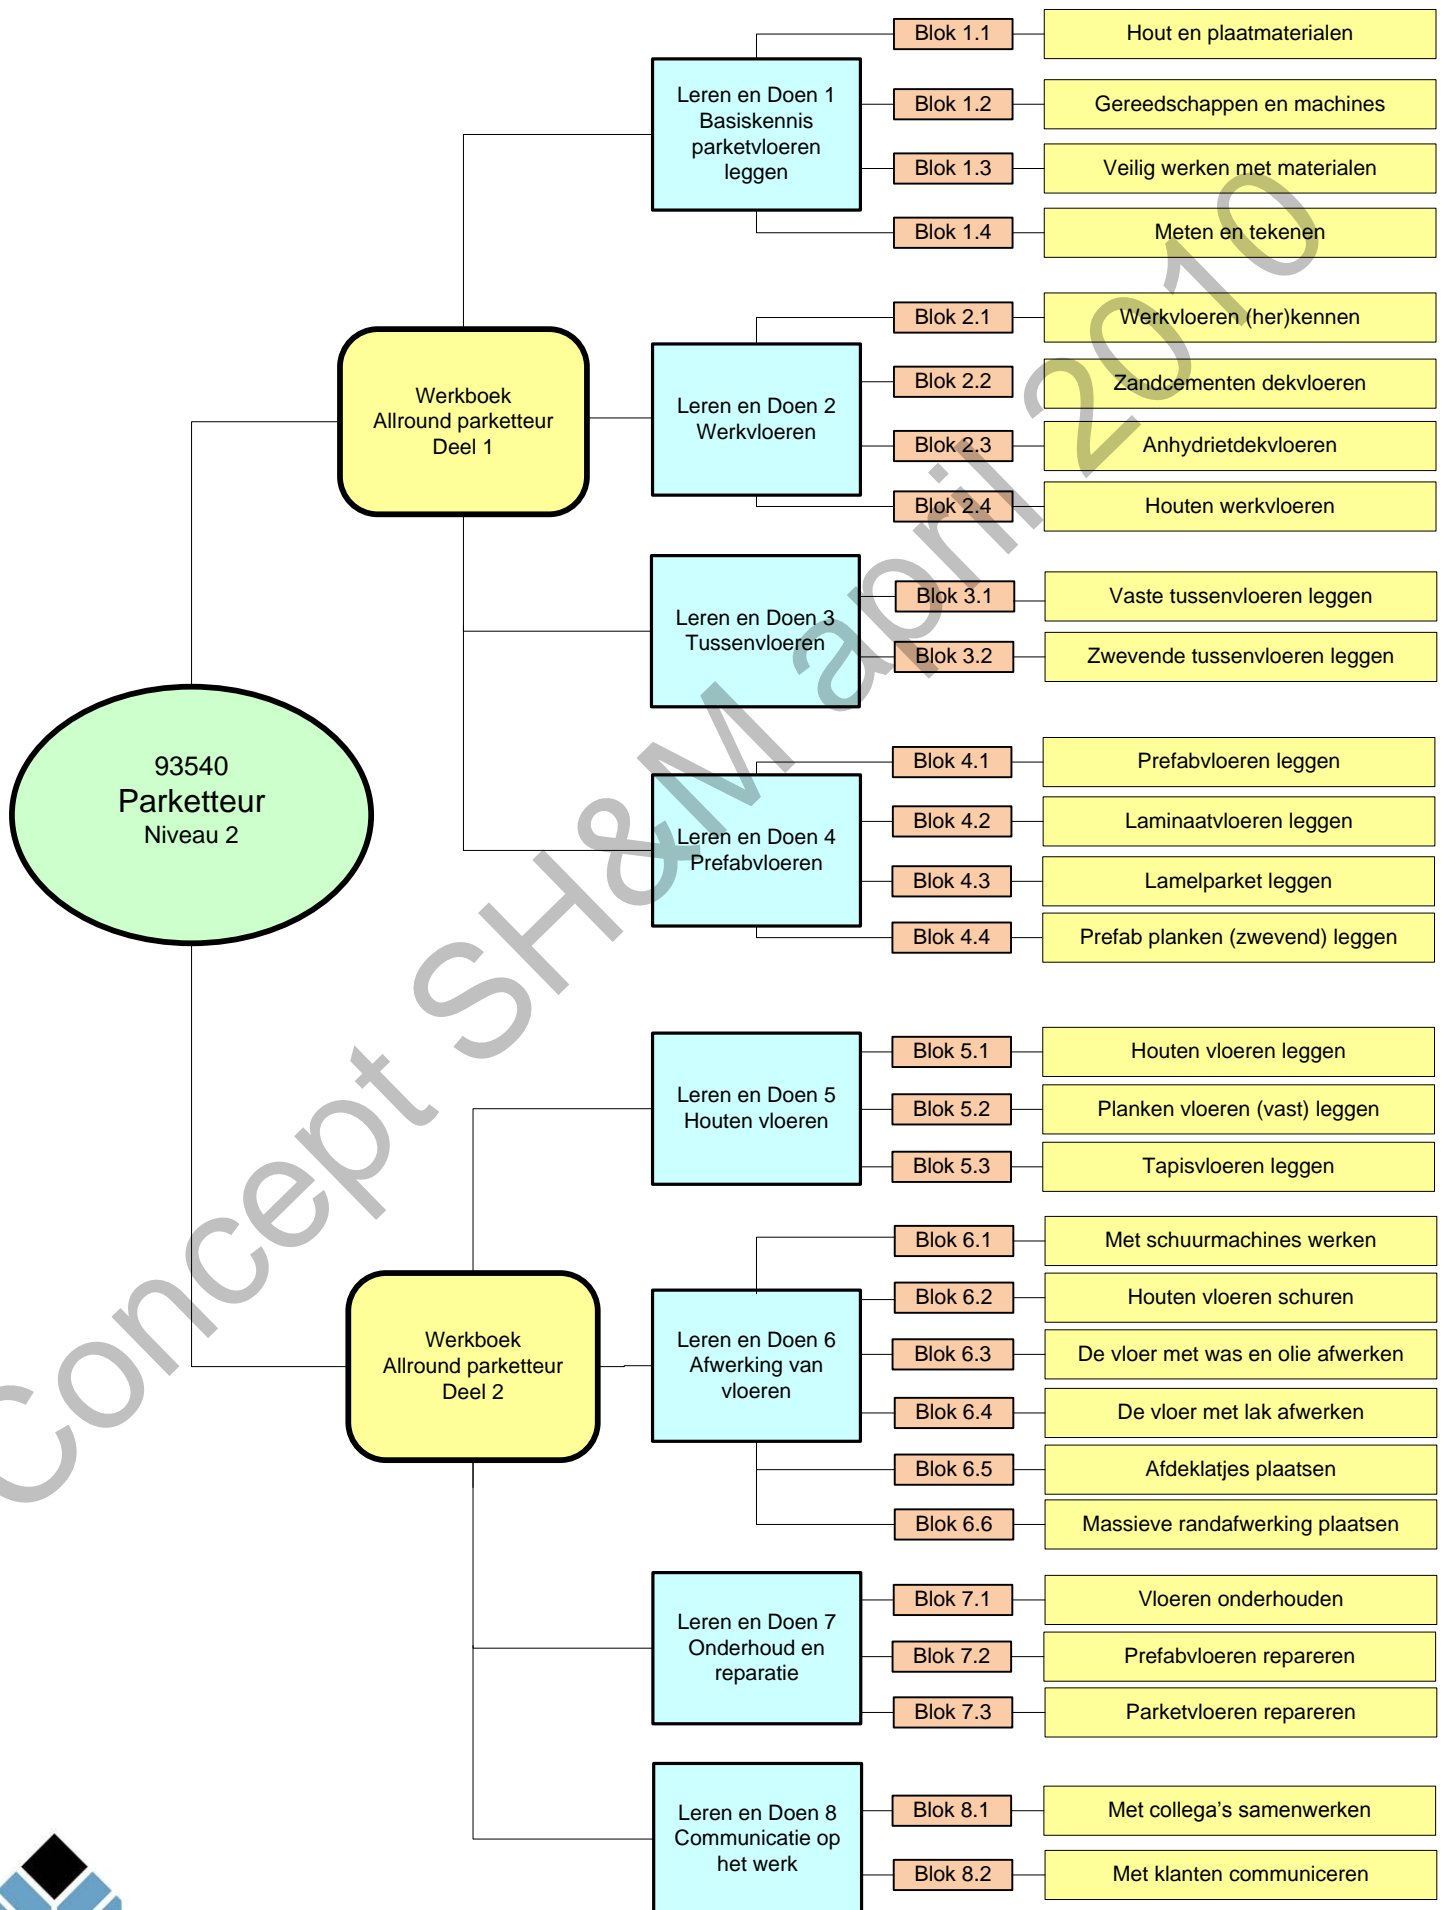 93540
Parketteur
Niveau 2
Werkboek
Allround parketteur
Deel 1
Leren en Doen 1
Basiskennis
parketvloeren
leggen
Blok 1.1
Hout en plaatmaterialen
Blok 1.2
Gereedschappen en machines
Blok 1.3
Veilig werken met materialen
Blok 1.4
Meten en tekenen
Leren en Doen 2
Werkvloeren
Blok 2.1
Werkvloeren (her)kennen
Blok 2.2
Zandcementen dekvloeren
Blok 2.3
Anhydrietdekvloeren
Blok 2.4
Houten werkvloeren
Leren en Doen 3
Tussenvloeren
Blok 3.1
Vaste tussenvloeren leggen
Blok 3.2
Zwevende tussenvloeren leggen
Leren en Doen 4
Prefabvloeren
Blok 4.1
Prefabvloeren leggen
Blok 4.2
Laminaatvloeren leggen
Blok 4.3
Lamelparket leggen
Blok 4.4
Prefab planken (zwevend) leggen
Werkboek
Allround parketteur
Deel 2
Leren en Doen 5
Houten vloeren
Blok 5.1
Houten vloeren leggen
Blok 5.2
Planken vloeren (vast) leggen
Blok 5.3
Tapisvloeren leggen
Leren en Doen 6
Afwerking van
vloeren
Blok 6.1
Met schuurmachines werken
Blok 6.2
Houten vloeren schuren
Blok 6.3
De vloer met was en olie afwerken
Blok 6.4
De vloer met lak afwerken
Blok 6.5
Afdeklatjes plaatsen
Blok 6.6
Massieve randafwerking plaatsen
Leren en Doen 7
Onderhoud en
reparatie
Blok 7.1
Vloeren onderhouden
Blok 7.2
Prefabvloeren repareren
Blok 7.3
Parketvloeren repareren
Leren en Doen 8
Communicatie op
het werk
Blok 8.1
Met collega's samenwerken
Blok 8.2
Met klanten communiceren
Concept SH&M april 2010